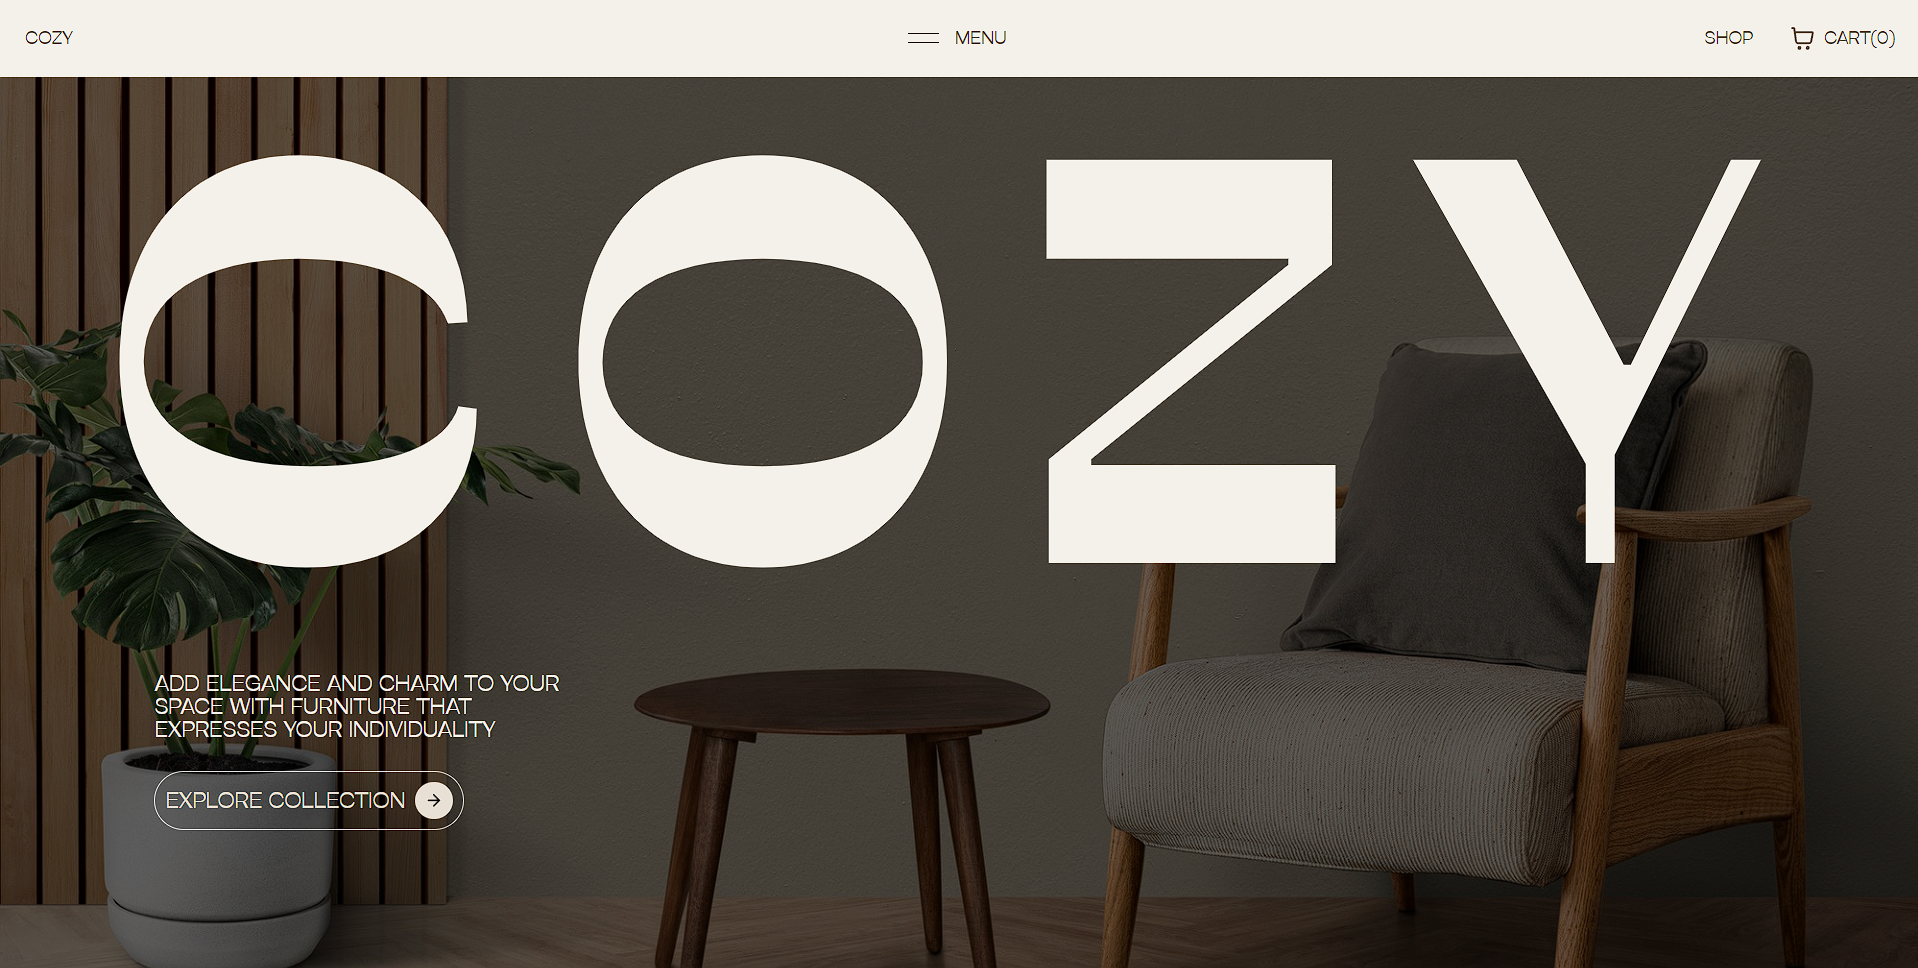 COZY
MENU
SHOP
CART(0)
COZY
ADD ELEGANCE AND CHARM TO YOUR
SPACE WITH FURNITURE THAT
EXPRESSES YOUR INDIVIDUALITY
EXPLORE COLLECTION